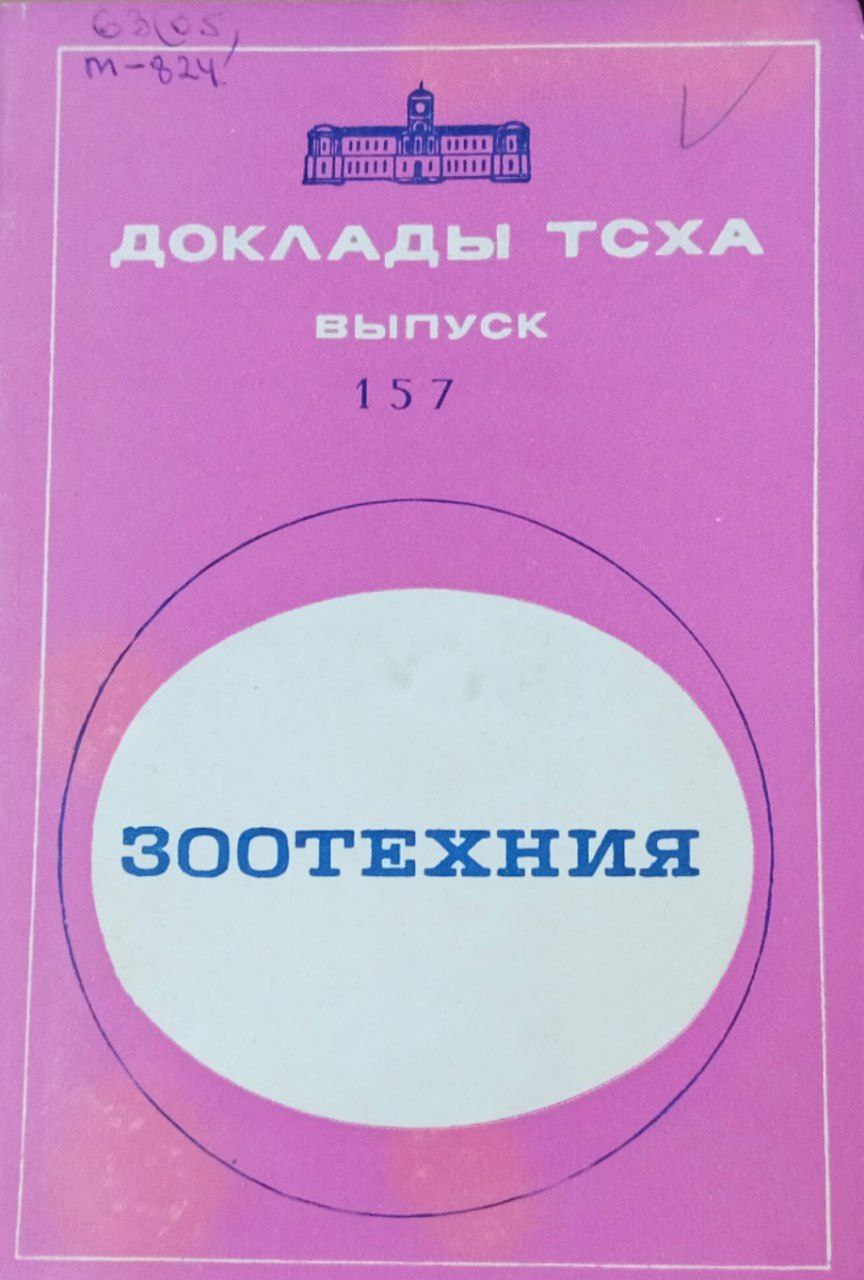 63(05)
т-824
ДОКЛАДЫ ТСХА
ВЫПУСК
157
ЗООТЕХНИЯ